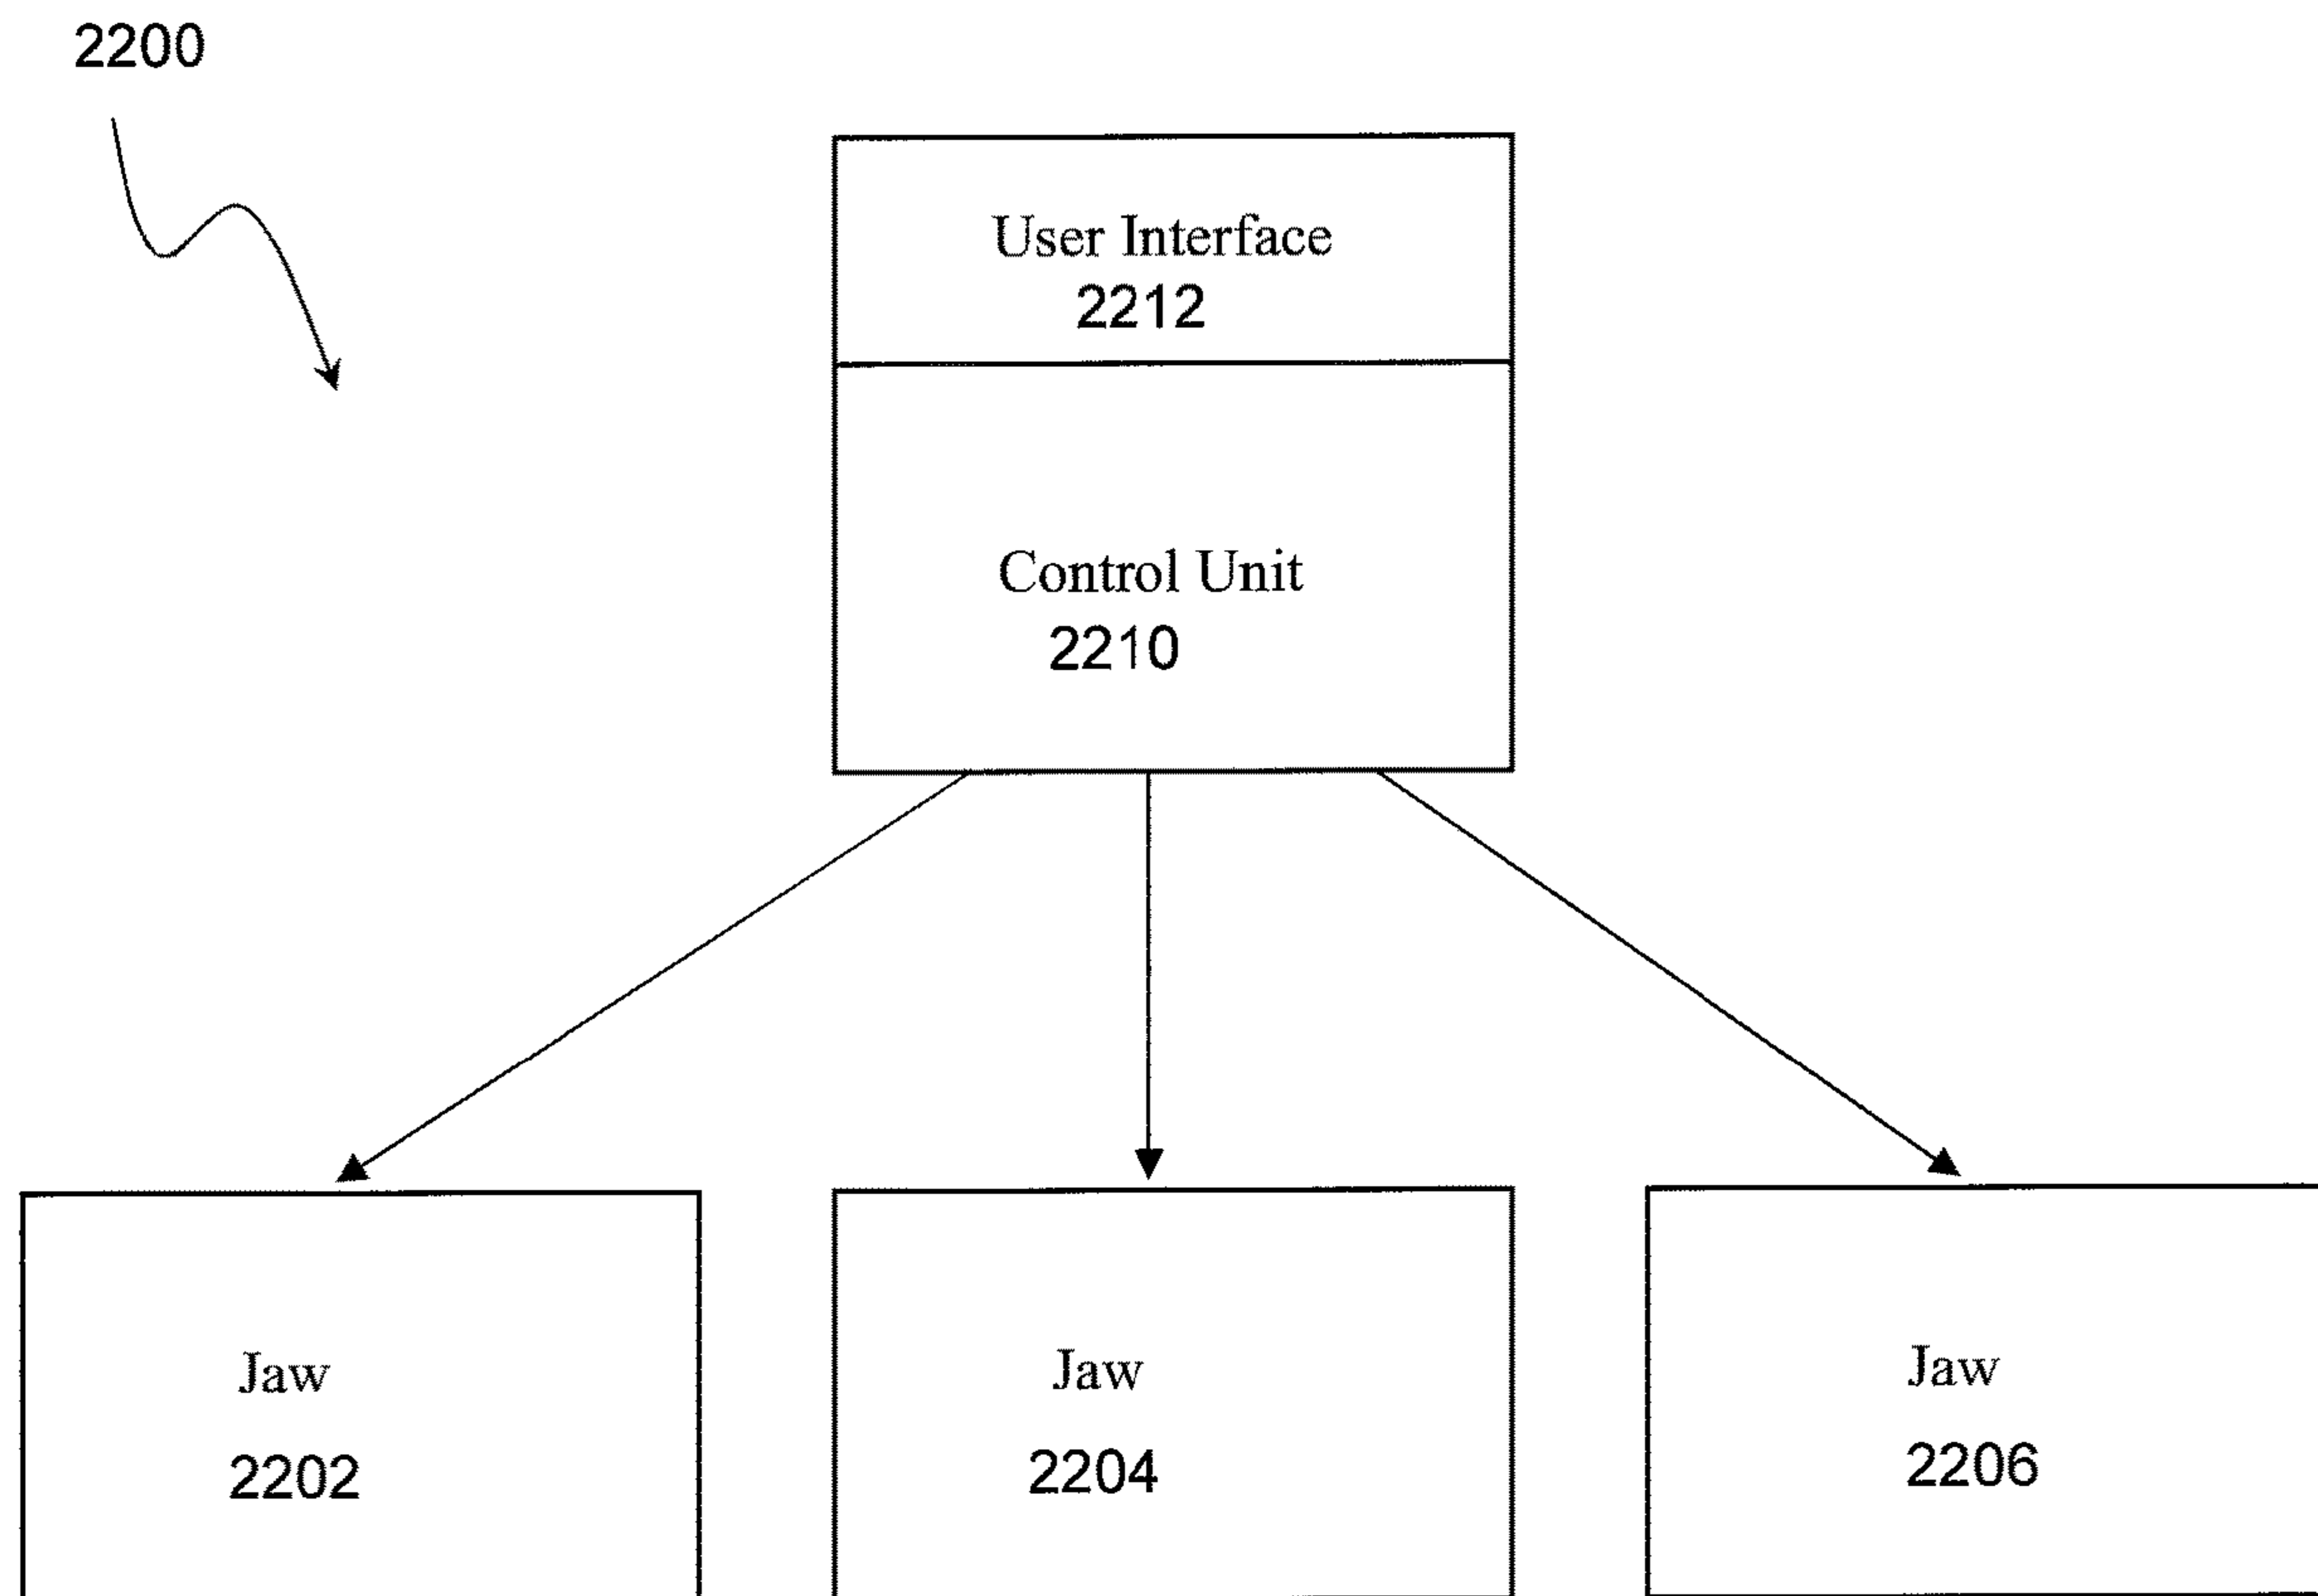 2200
User Interface
2212
Control Unit
2210
Jaw
2202
Jaw
2204
Jaw
2206